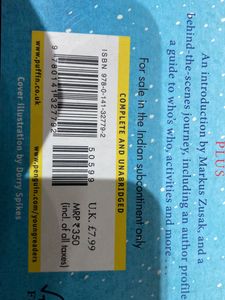 PLUS
An introduction by Markus Zusak, and a
behind-the-scenes journey, including an author profile,
a guide to who's who, activities and more . . .
For sale in the Indian subcontinent only
COMPLETE AND UNABRIDGED
ISBN 978-0-141-32779-2
50599
9 780141 327792
U.K. £7.99
MRP ₹350
(incl. of all taxes)
www.puffin.co.uk
www.penguin.com/youngreaders
Cover illustration by Dorry Spikes